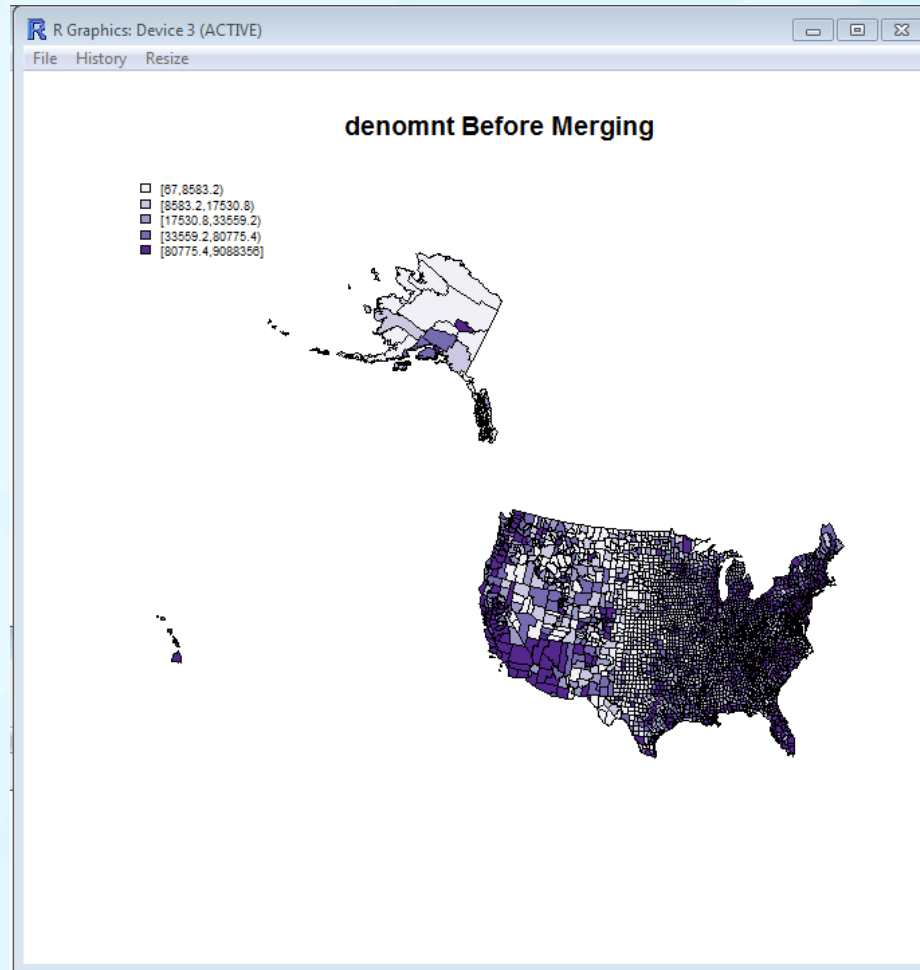 R Graphics: Device 3 (ACTIVE)
File History Resize
denomnt Before Merging
[67,8583.2)
[8583.2,17530.8)
[17530.8,33559.2)
[33559.2,80775.4)
[80775.4,9088356]